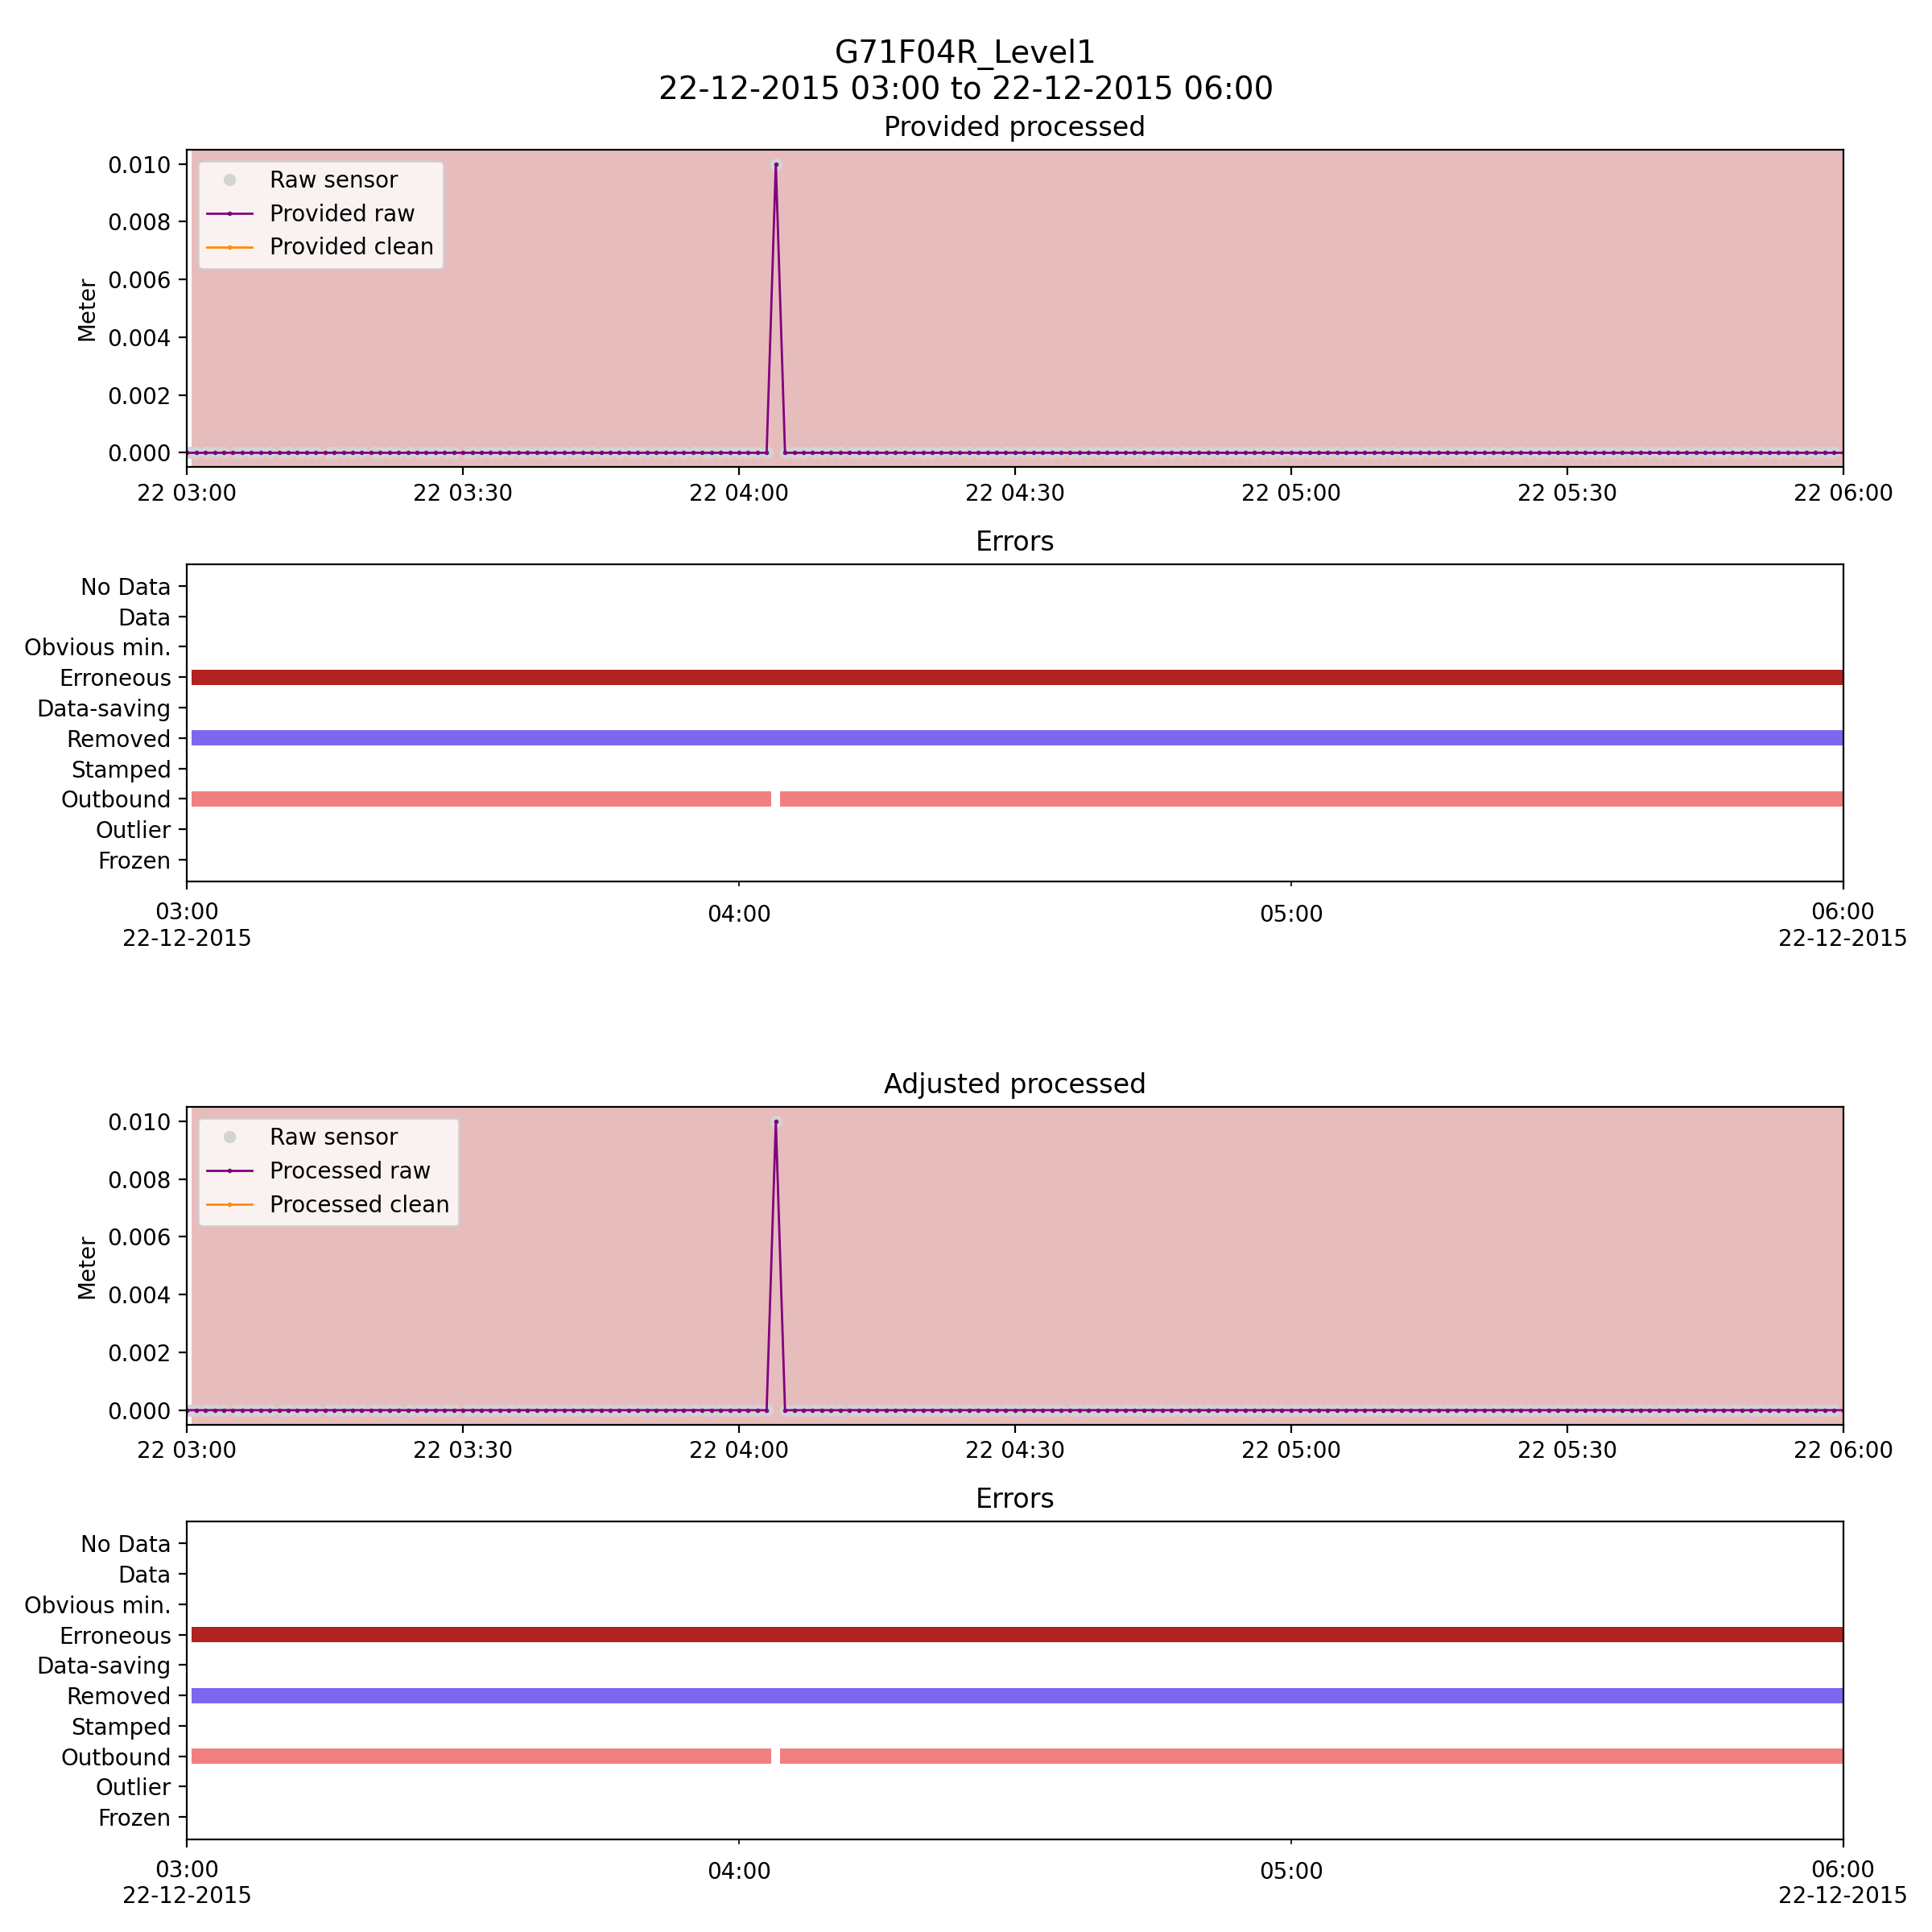 G71F04R_Level1
22-12-2015 03:00 to 22-12-2015 06:00
Provided processed
Raw sensor
Provided raw
Provided clean
Meter
0.010
0.008
0.006
0.004
0.002
0.000
22 03:00 22 03:30 22 04:00 22 04:30 22 05:00 22 05:30 22 06:00
Errors
No Data
Data
Obvious min.
Erroneous
Data-saving
Removed
Stamped
Outbound
Outlier
Frozen
03:00 04:00 05:00 06:00
22-12-2015 22-12-2015
Adjusted processed
Raw sensor
Processed raw
Processed clean
Meter
0.010
0.008
0.006
0.004
0.002
0.000
22 03:00 22 03:30 22 04:00 22 04:30 22 05:00 22 05:30 22 06:00
Errors
No Data
Data
Obvious min.
Erroneous
Data-saving
Removed
Stamped
Outbound
Outlier
Frozen
03:00 04:00 05:00 06:00
22-12-2015 22-12-2015